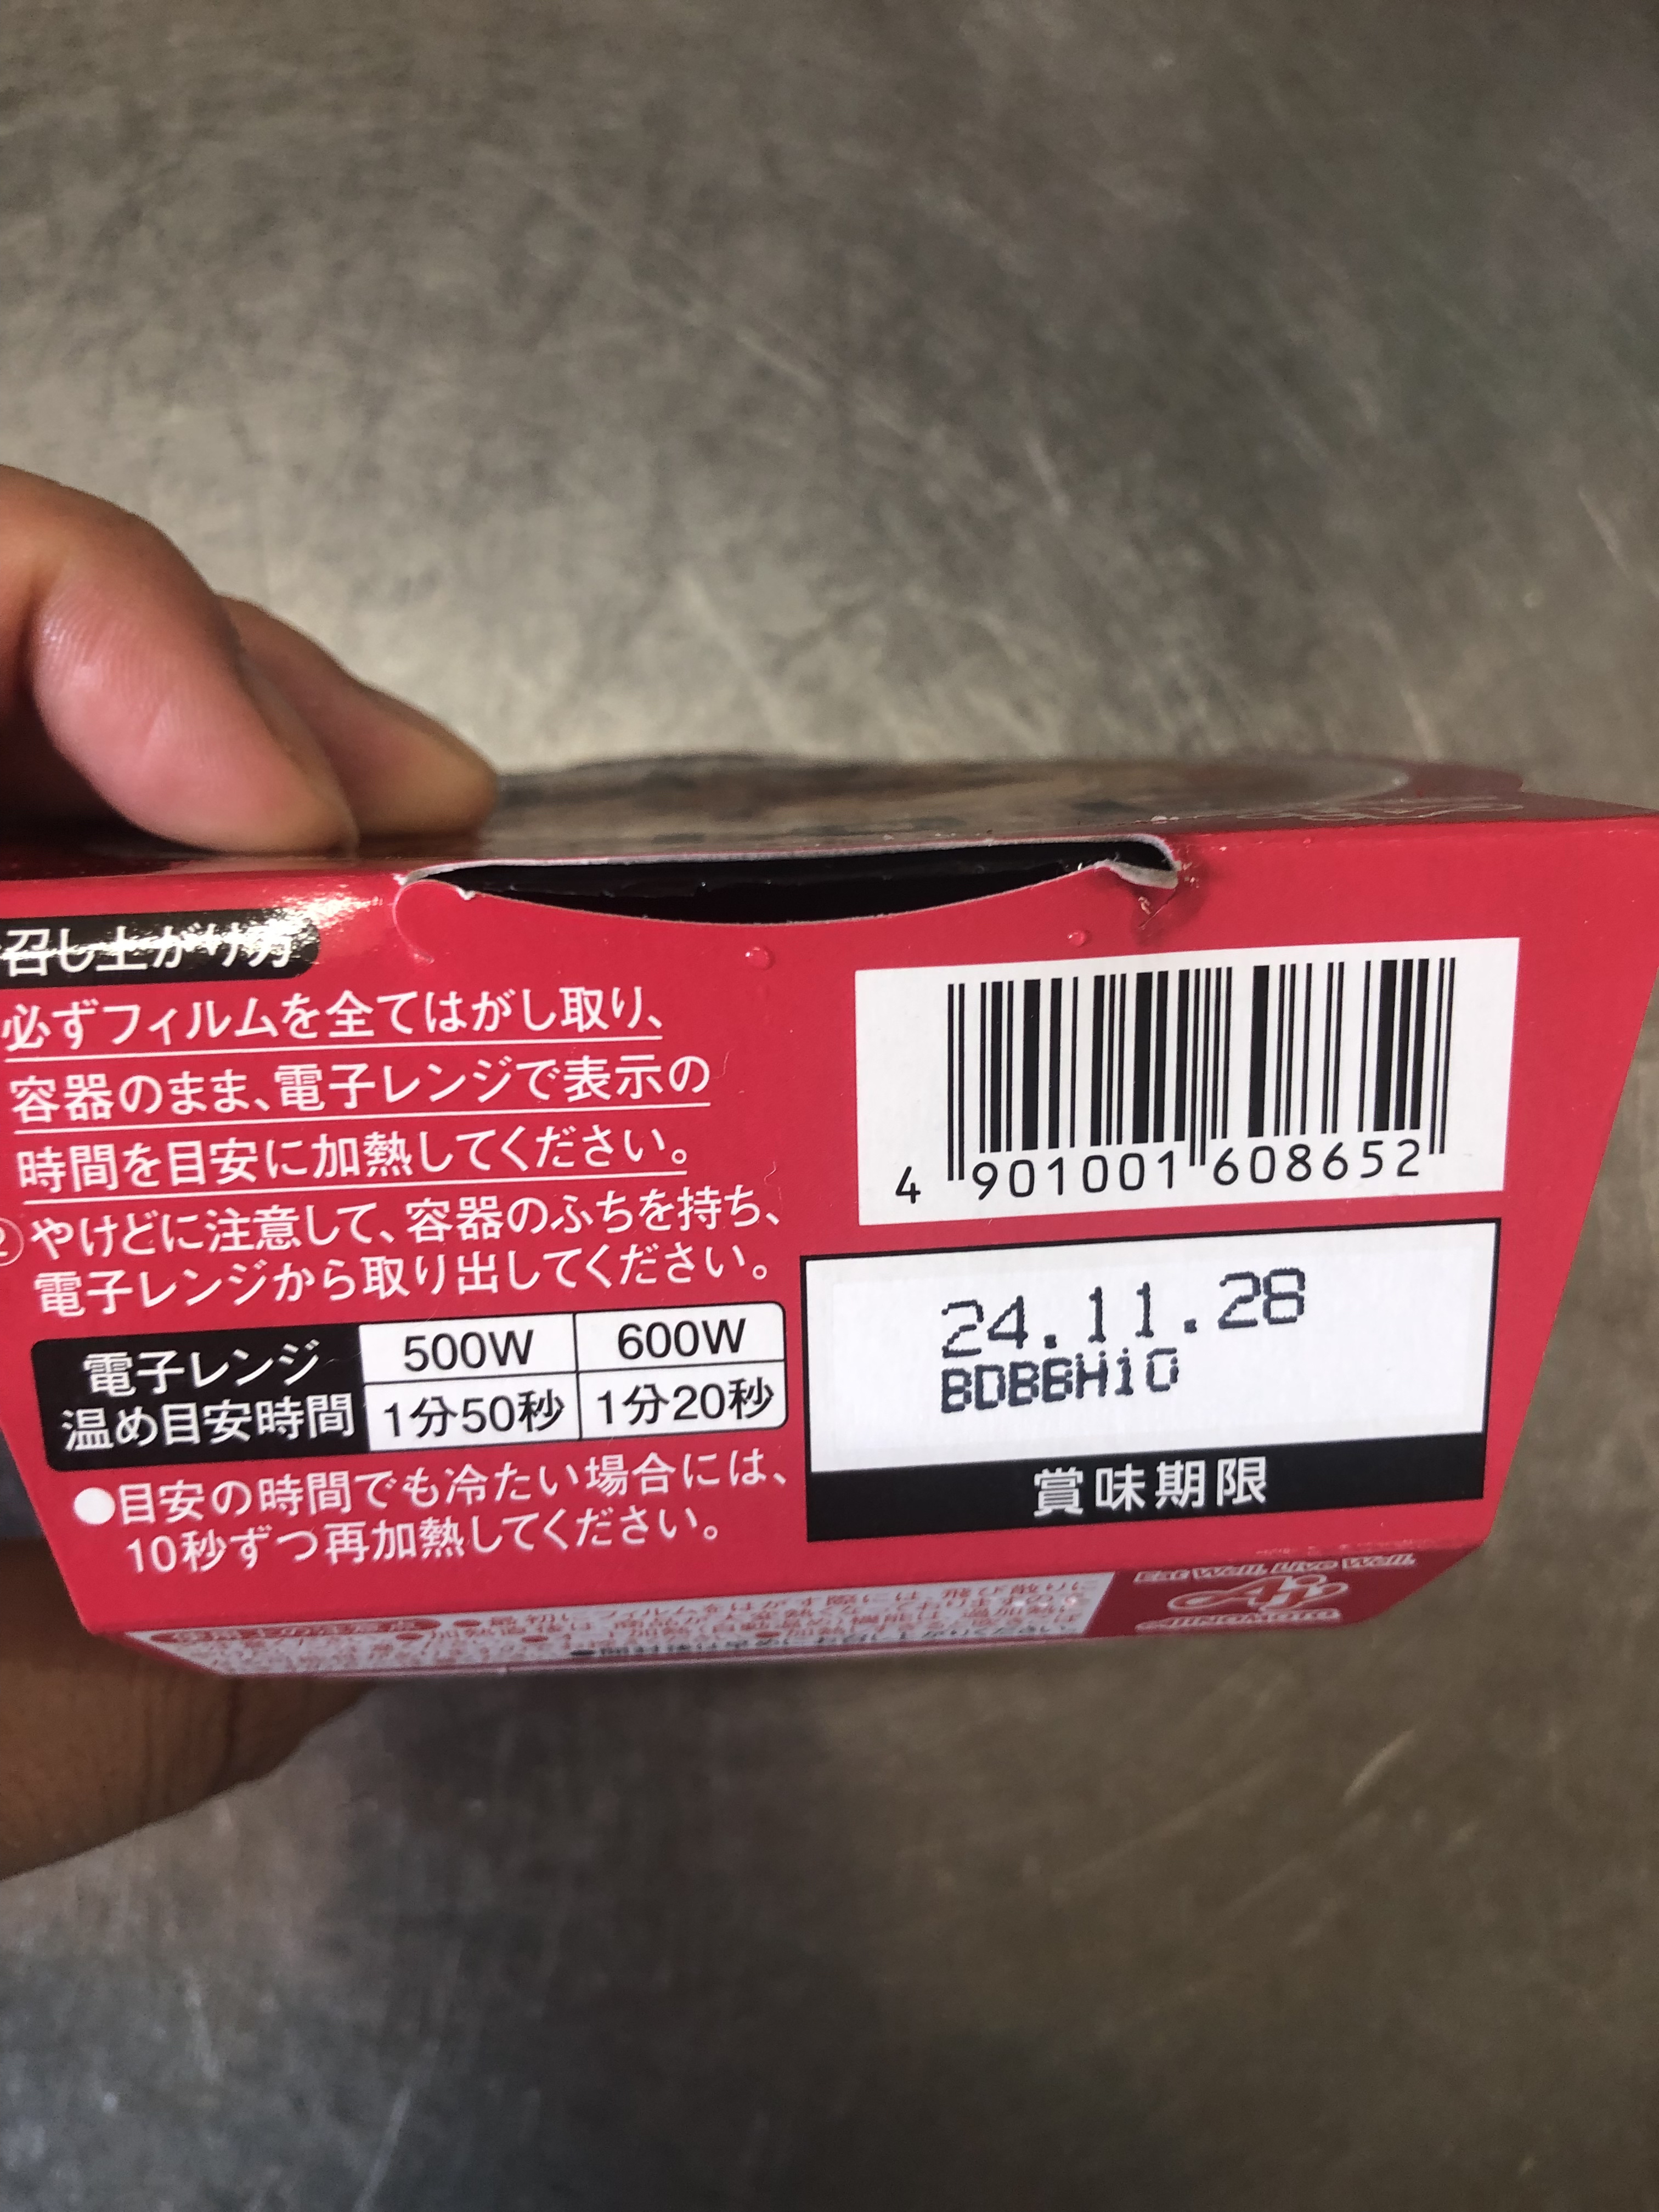 召し上がり方
必ずフィルムを全てはがし取り、
容器のまま、電子レンジで表示の
時間を目安に加熱してください。
②やけどに注意して、容器のふちを持ち、
電子レンジから取り出してください。
電子レンジ
温め目安時間
500W 600W
1分50秒 1分20秒
●目安の時間でも冷たい場合には、
10秒ずつ再加熱してください。
4 901001 608652
24.11.28
BDBBH10
賞味期限
Eat Well, Live Well.
AJINOMOTO